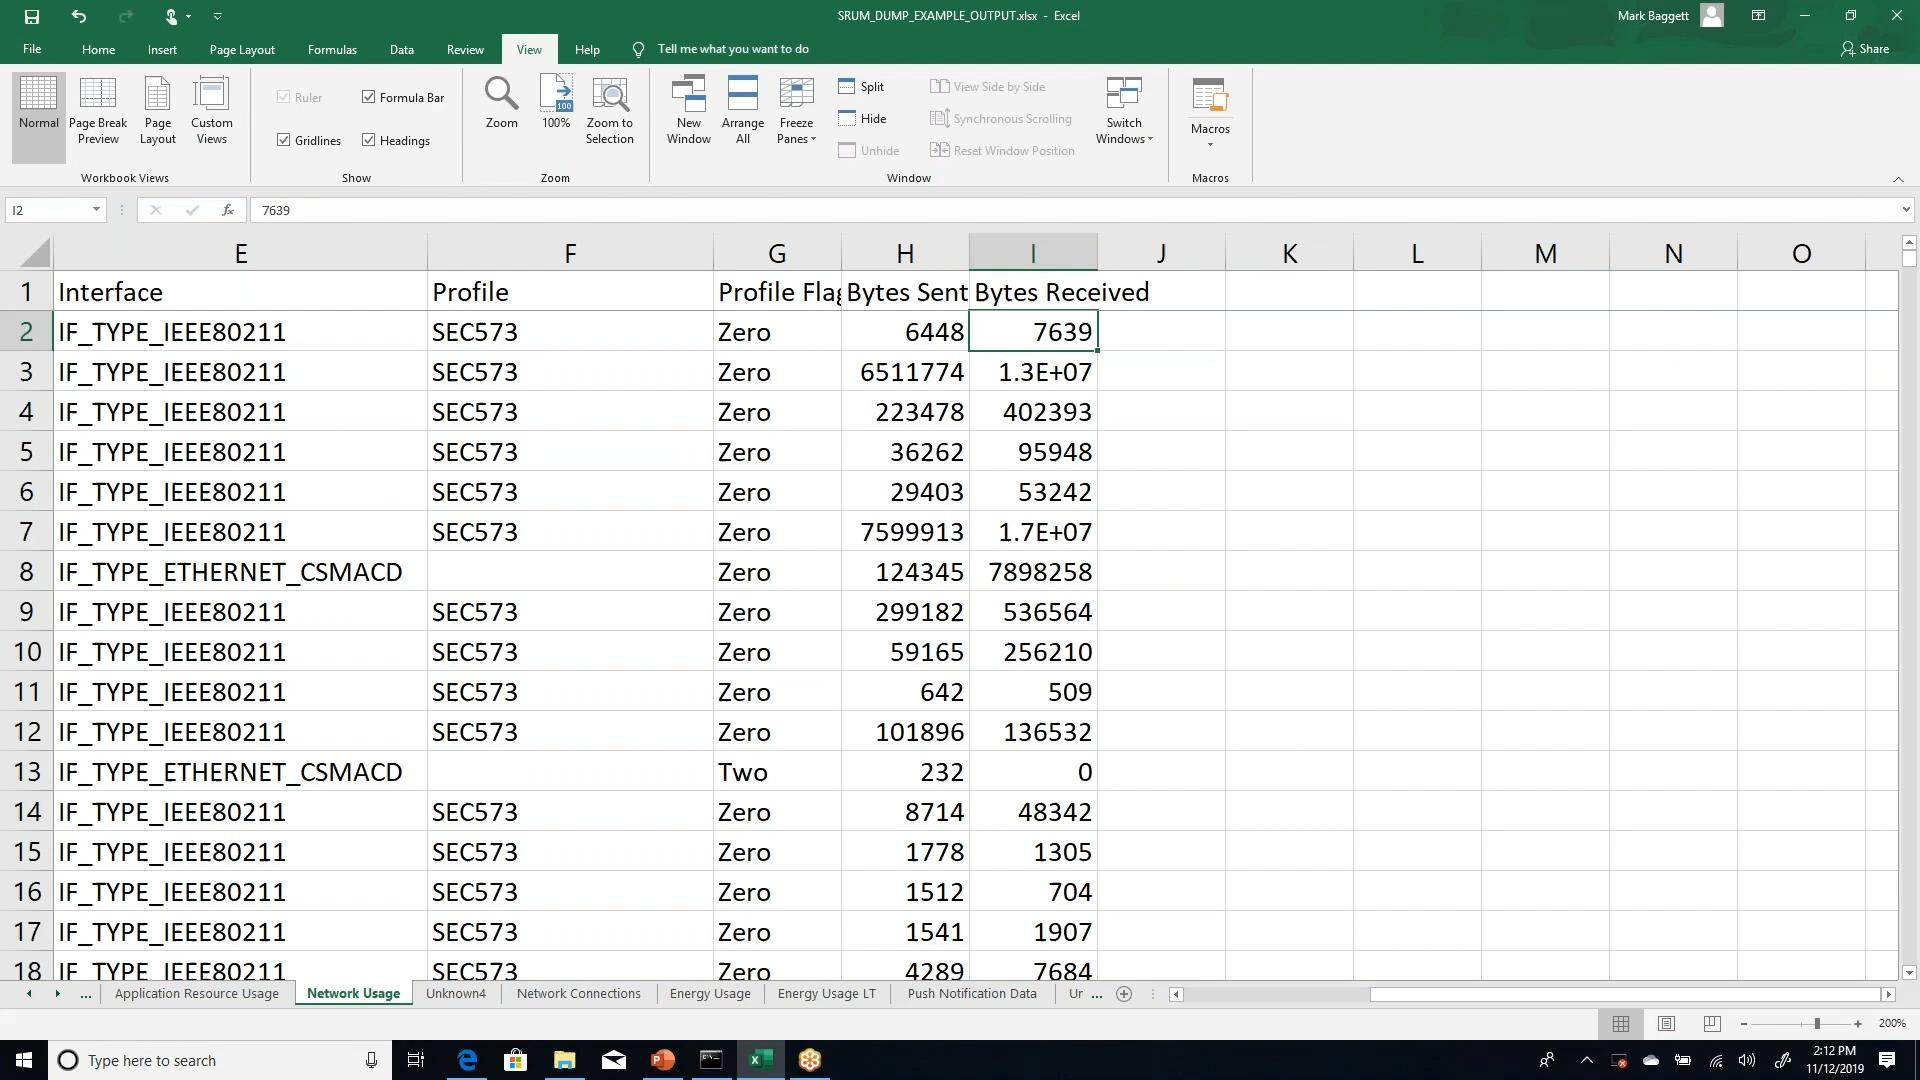 SRUM_DUMP_EXAMPLE_OUTPUT.xlsx - Excel
Mark Baggett
File Home Insert Page Layout Formulas Data Review View Help Tell me what you want to do Share
Normal Page Break Preview Page Layout Custom Views
Ruler Formula Bar
Gridlines Headings
Zoom 100% Zoom to Selection
New Window Arrange All Freeze Panes
Split
Hide
Unhide
View Side by Side
Synchronous Scrolling
Reset Window Position
Switch Windows
Macros
Workbook Views Show Zoom Window Macros
I2 fx 7639
E F G H I J K L M N O
1 Interface Profile Profile Flag Bytes Sent Bytes Received
2 IF_TYPE_IEEE80211 SEC573 Zero 6448 7639
3 IF_TYPE_IEEE80211 SEC573 Zero 6511774 1.3E+07
4 IF_TYPE_IEEE80211 SEC573 Zero 223478 402393
5 IF_TYPE_IEEE80211 SEC573 Zero 36262 95948
6 IF_TYPE_IEEE80211 SEC573 Zero 29403 53242
7 IF_TYPE_IEEE80211 SEC573 Zero 7599913 1.7E+07
8 IF_TYPE_ETHERNET_CSMACD Zero 124345 7898258
9 IF_TYPE_IEEE80211 SEC573 Zero 299182 536564
10 IF_TYPE_IEEE80211 SEC573 Zero 59165 256210
11 IF_TYPE_IEEE80211 SEC573 Zero 642 509
12 IF_TYPE_IEEE80211 SEC573 Zero 101896 136532
13 IF_TYPE_ETHERNET_CSMACD Two 232 0
14 IF_TYPE_IEEE80211 SEC573 Zero 8714 48342
15 IF_TYPE_IEEE80211 SEC573 Zero 1778 1305
16 IF_TYPE_IEEE80211 SEC573 Zero 1512 704
17 IF_TYPE_IEEE80211 SEC573 Zero 1541 1907
18 IF_TYPE_IEEE80211 SEC573 Zero 4289 7684
... Application Resource Usage Network Usage Unknown4 Network Connections Energy Usage Energy Usage LT Push Notification Data Ur ...
200%
Type here to search
2:12 PM
11/12/2019